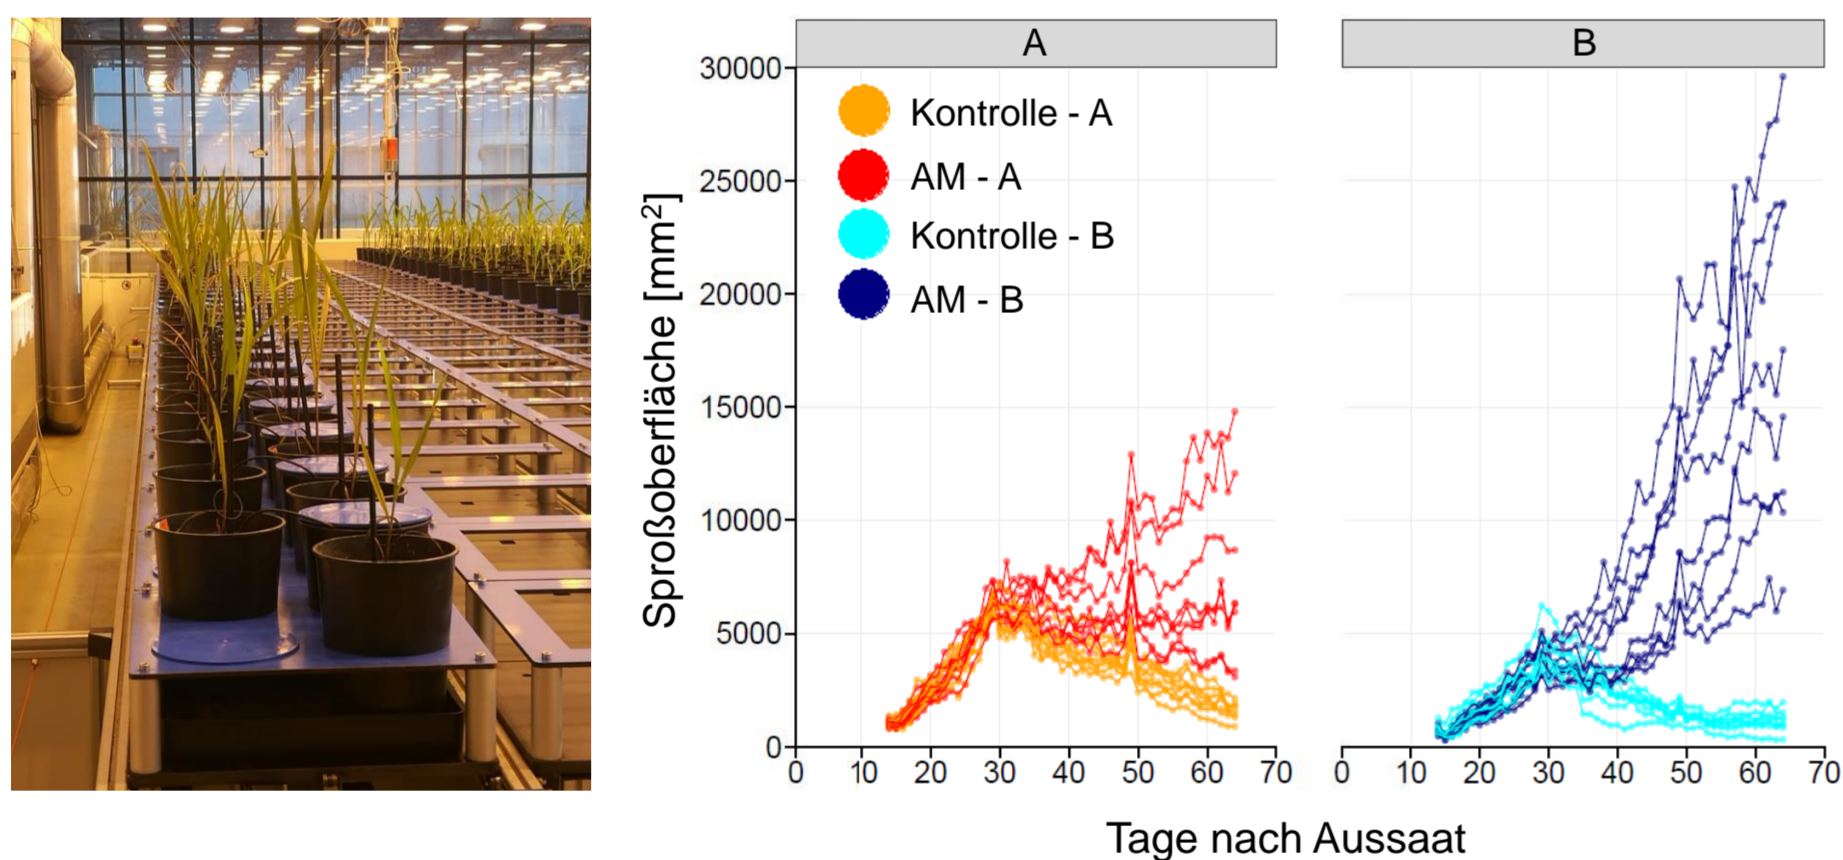 A
B
30000
25000
20000
15000
10000
5000
0
Kontrolle - A
AM - A
Kontrolle - B
AM - B
Sproßoberfläche [mm²]
0 10 20 30 40 50 60 70
0 10 20 30 40 50 60 70
Tage nach Aussaat